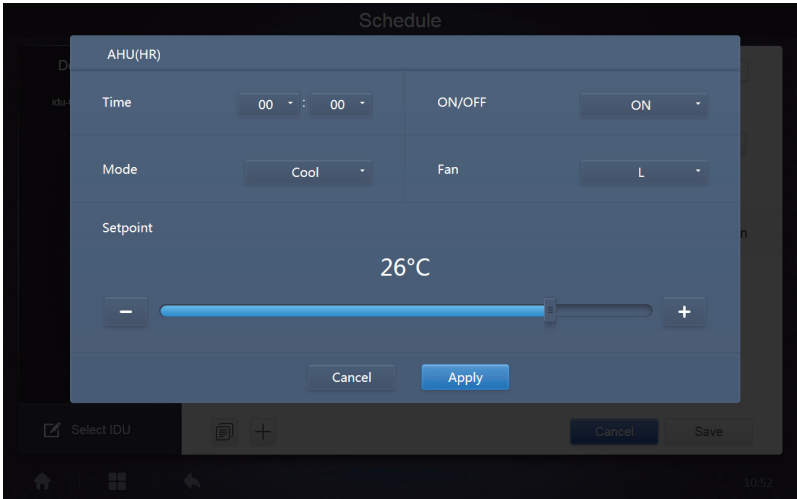 Schedule
AHU(HR)
Time 00 : 00 ON/OFF ON
Mode Cool Fan L
Setpoint
26°C
− +
Cancel Apply
Select IDU Cancel Save
10:52